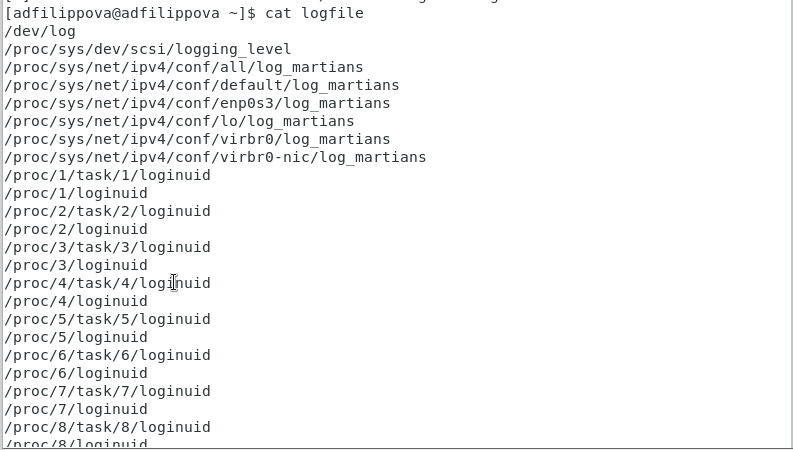 [adfilippova@adfilippova ~]$ cat logfile
/dev/log
/proc/sys/dev/scsi/logging_level
/proc/sys/net/ipv4/conf/all/log_martians
/proc/sys/net/ipv4/conf/default/log_martians
/proc/sys/net/ipv4/conf/enp0s3/log_martians
/proc/sys/net/ipv4/conf/lo/log_martians
/proc/sys/net/ipv4/conf/virbr0/log_martians
/proc/sys/net/ipv4/conf/virbr0-nic/log_martians
/proc/1/task/1/loginuid
/proc/1/loginuid
/proc/2/task/2/loginuid
/proc/2/loginuid
/proc/3/task/3/loginuid
/proc/3/loginuid
/proc/4/task/4/loginuid
/proc/4/loginuid
/proc/5/task/5/loginuid
/proc/5/loginuid
/proc/6/task/6/loginuid
/proc/6/loginuid
/proc/7/task/7/loginuid
/proc/7/loginuid
/proc/8/task/8/loginuid
/proc/8/loginuid